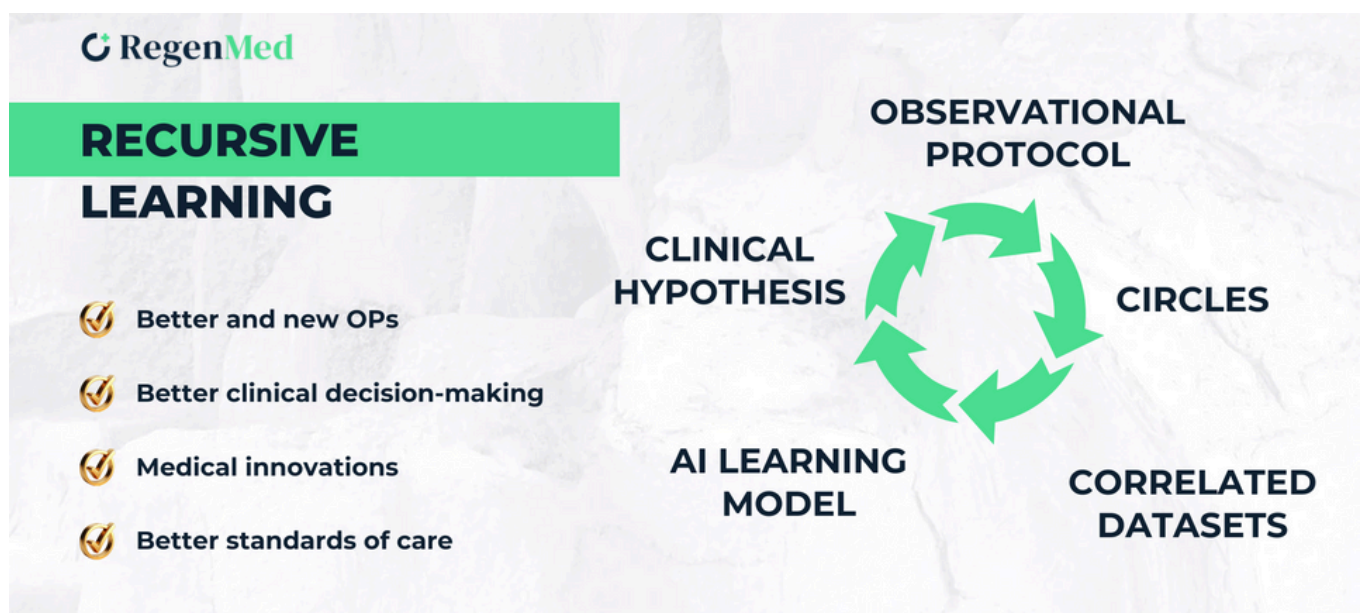 RegenMed
RECURSIVE
LEARNING
Better and new OPs
Better clinical decision-making
Medical innovations
Better standards of care
OBSERVATIONAL
PROTOCOL
CLINICAL
HYPOTHESIS
CIRCLES
AI LEARNING
MODEL
CORRELATED
DATASETS